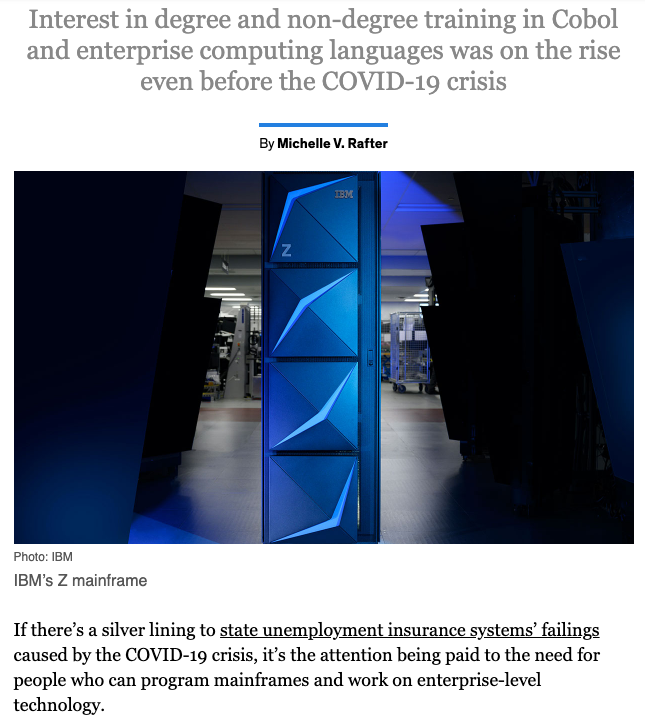 Interest in degree and non-degree training in Cobol
and enterprise computing languages was on the rise
even before the COVID-19 crisis
By Michelle V. Rafter
IBM
Z
Photo: IBM
IBM’s Z mainframe
If there’s a silver lining to state unemployment insurance systems’ failings
caused by the COVID-19 crisis, it’s the attention being paid to the need for
people who can program mainframes and work on enterprise-level
technology.